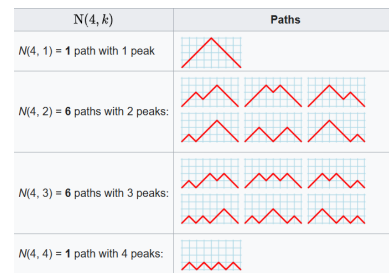 N(4, k) Paths
N(4, 1) = 1 path with 1 peak
N(4, 2) = 6 paths with 2 peaks:
N(4, 3) = 6 paths with 3 peaks:
N(4, 4) = 1 path with 4 peaks: